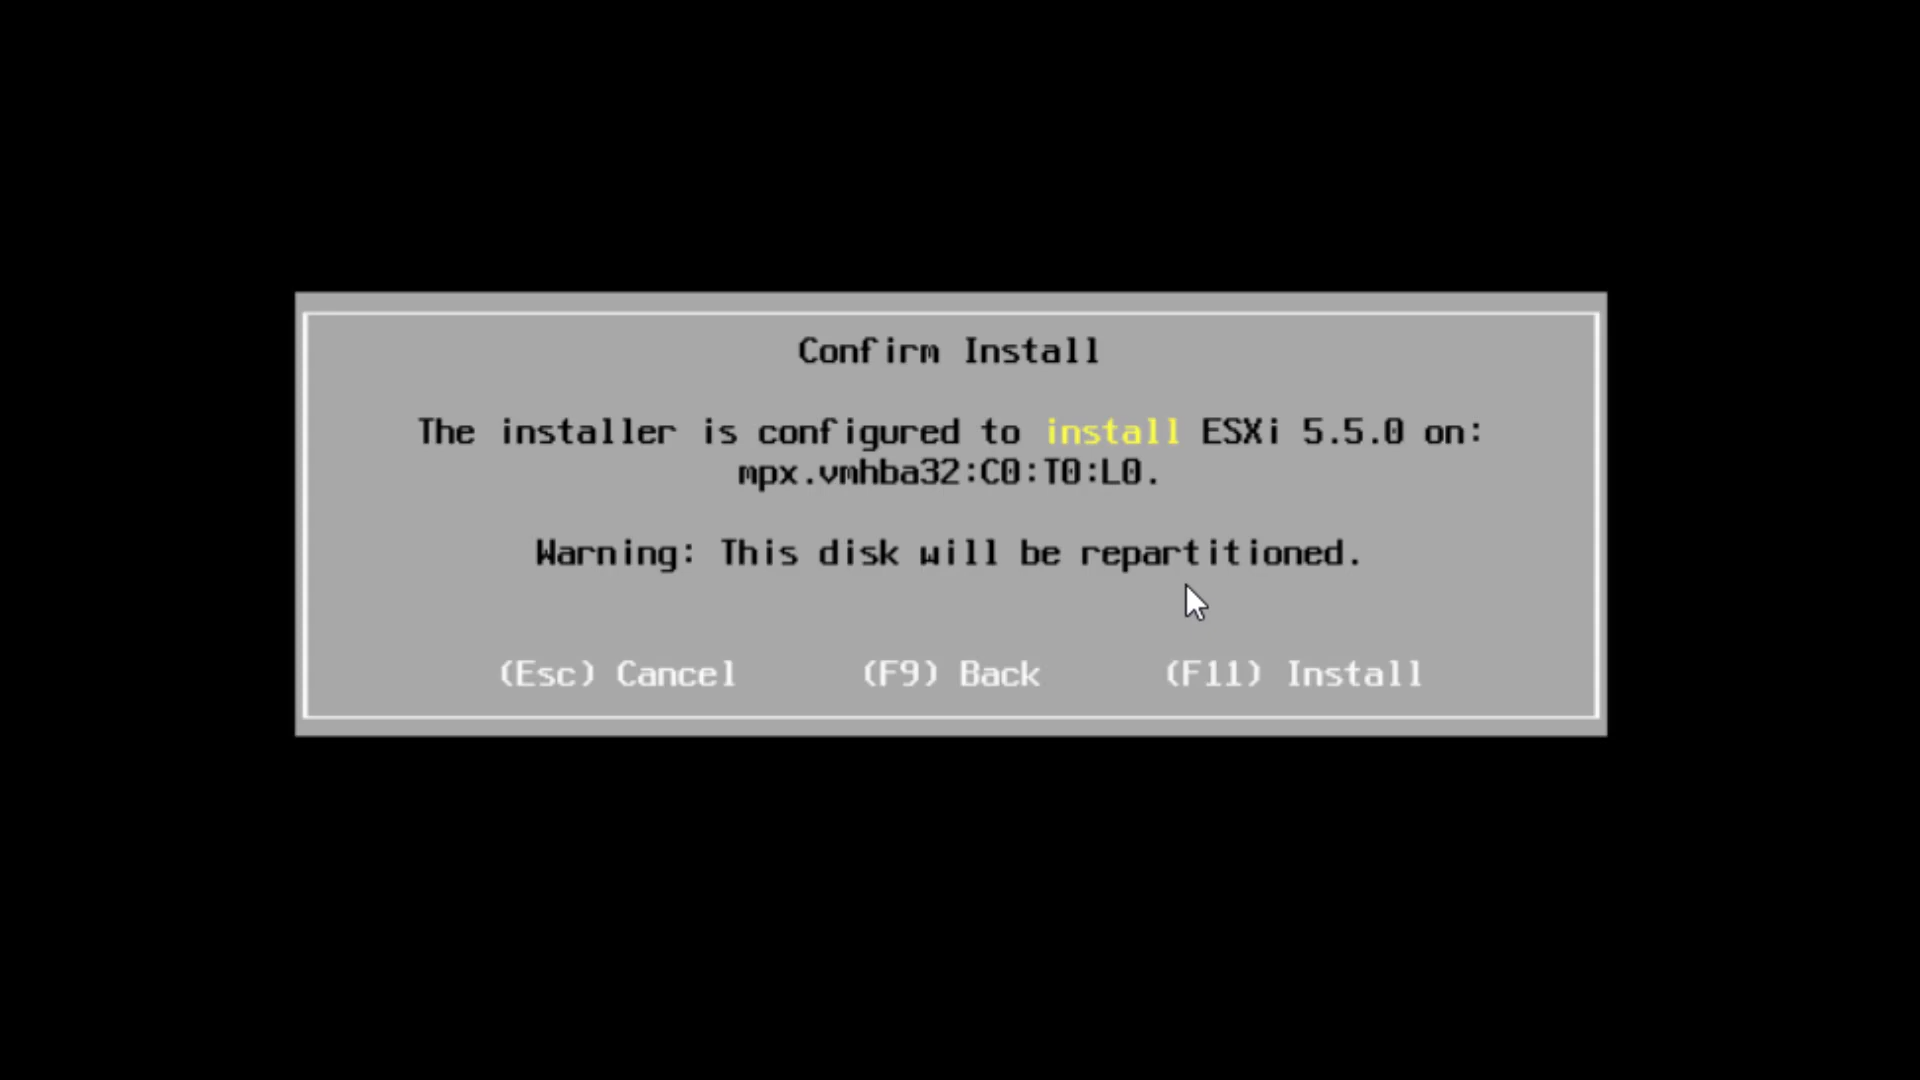 Confirm Install
The installer is configured to install ESXi 5.5.0 on:
mpx.vmhba32:C0:T0:L0.
Warning: This disk will be repartitioned.
(Esc) Cancel (F9) Back (F11) Install